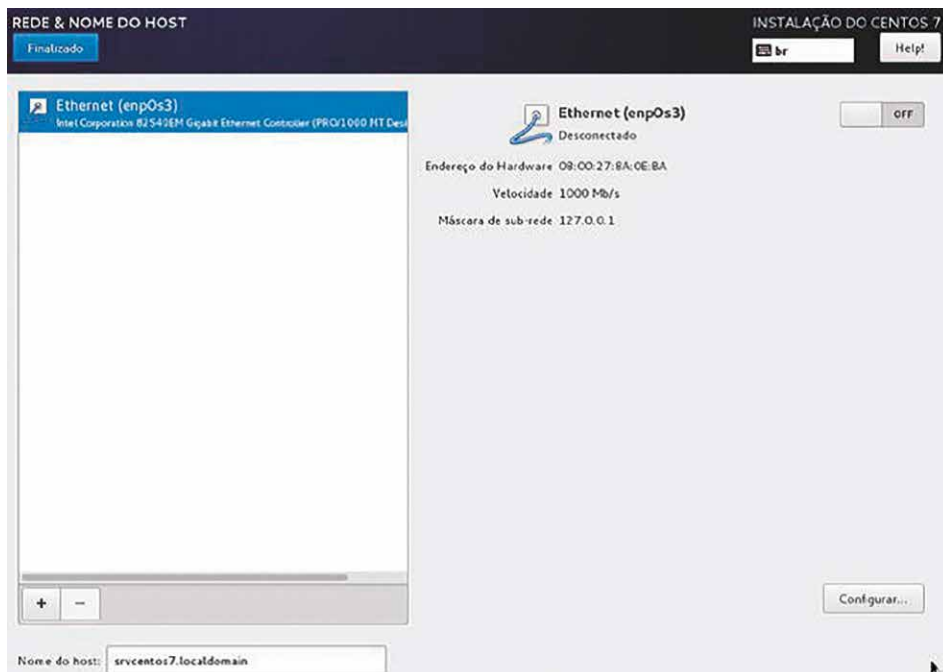 REDE & NOME DO HOST
INSTALAÇÃO DO CENTOS 7
Finalizado
br
Help!
Ethernet (enp0s3)
Intel Corporation 82540EM Gigabit Ethernet Controller (PRO/1000 MT Des
Ethernet (enp0s3)
Desconectado
OFF
Endereço do Hardware 08:00:27:8A:0E:8A
Velocidade 1000 Mb/s
Máscara de sub-rede 127.0.0.1
+ −
Configurar...
Nome do host: srvcentos7.localdomain